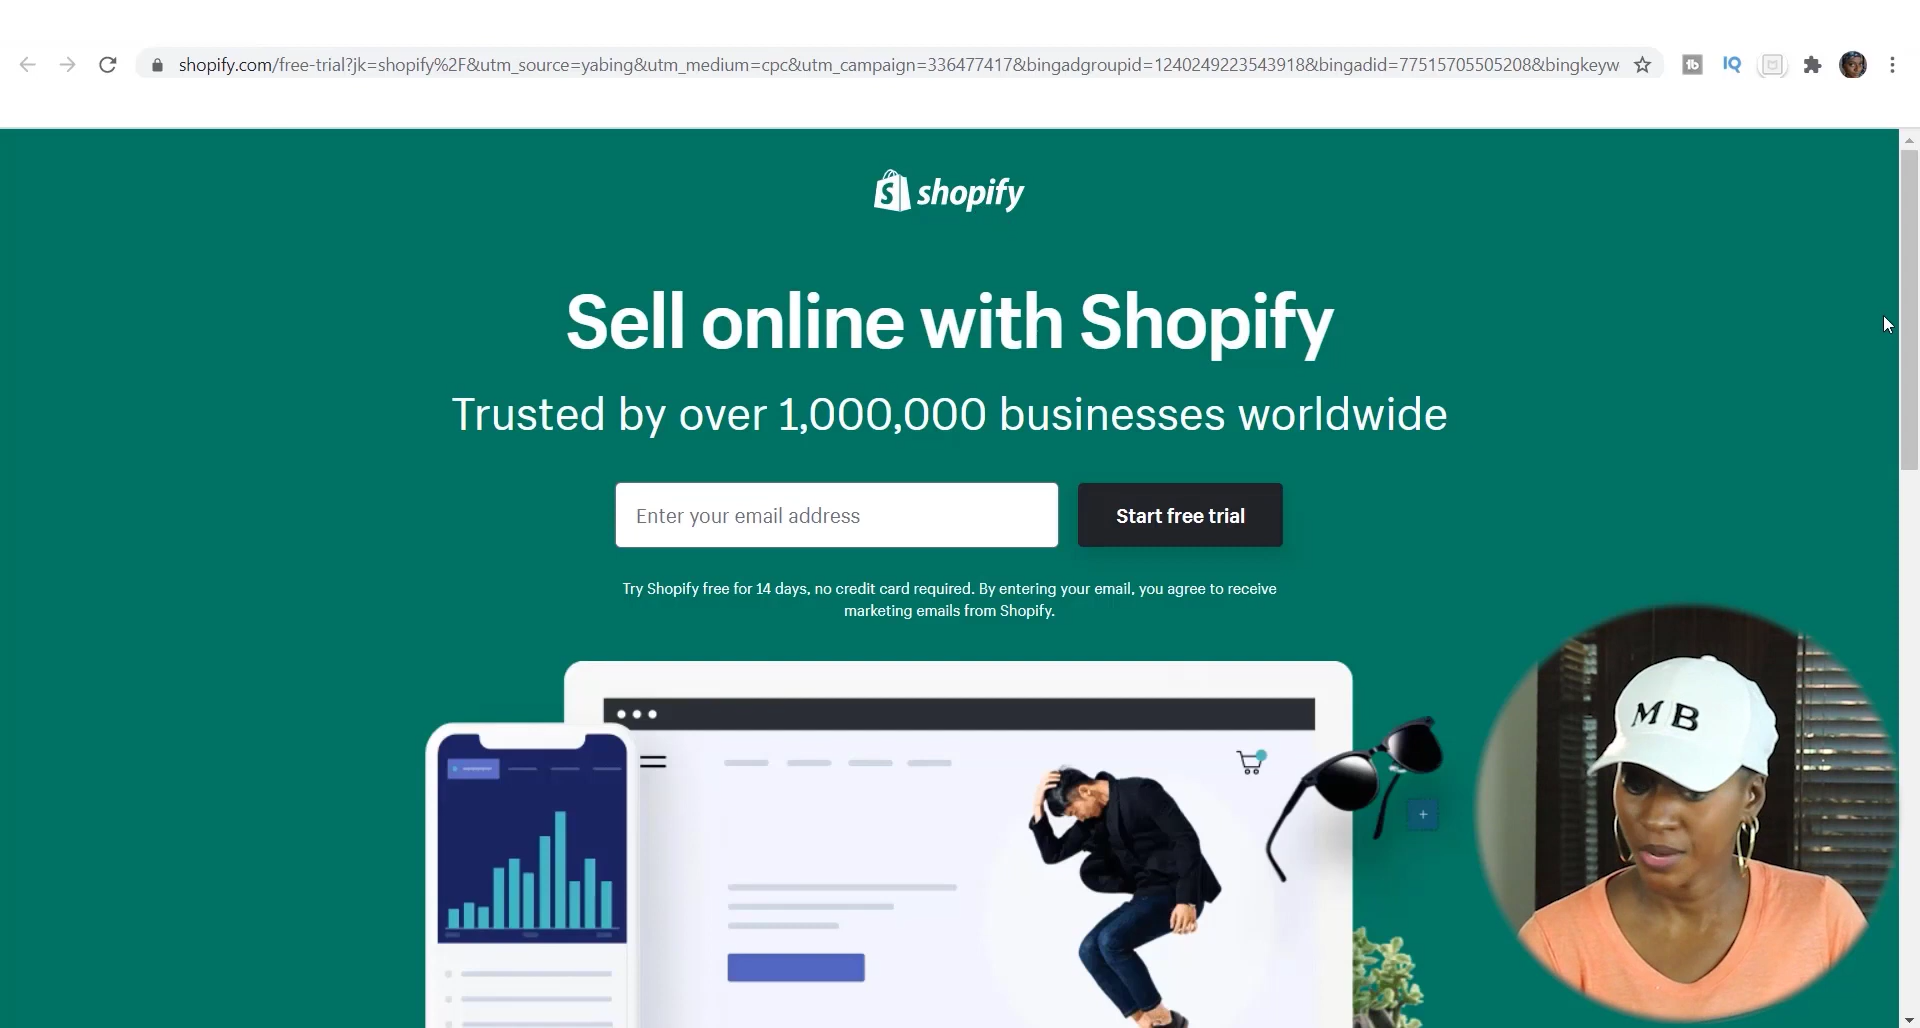 shopify.com/free-trial?jk=shopify%2F&utm_source=yabing&utm_medium=cpc&utm_campaign=336477417&bingadgroupid=1240249223543918&bingadid=77515705505208&bingkeyw
tb
IQ
shopify
Sell online with Shopify
Trusted by over 1,000,000 businesses worldwide
Enter your email address
Start free trial
Try Shopify free for 14 days, no credit card required. By entering your email, you agree to receive
marketing emails from Shopify.
MB